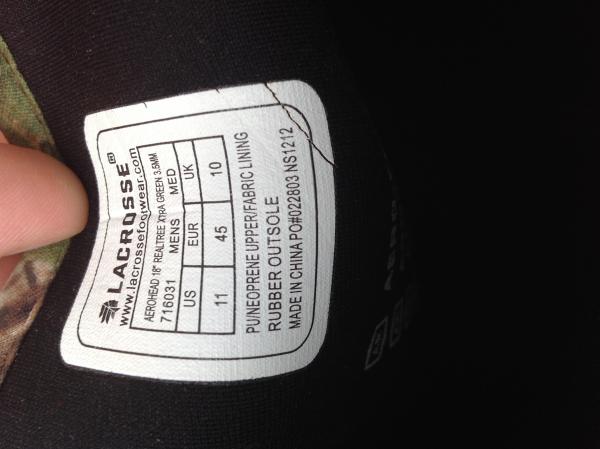 LACROSSE®
www.lacrossefootwear.com
AEROHEAD 18" REALTREE XTRA GREEN 3.5MM
716031 MENS MED
US EUR UK
11 45 10
PU/NEOPRENE UPPER/FABRIC LINING
RUBBER OUTSOLE
MADE IN CHINA PO#022803 NS1212